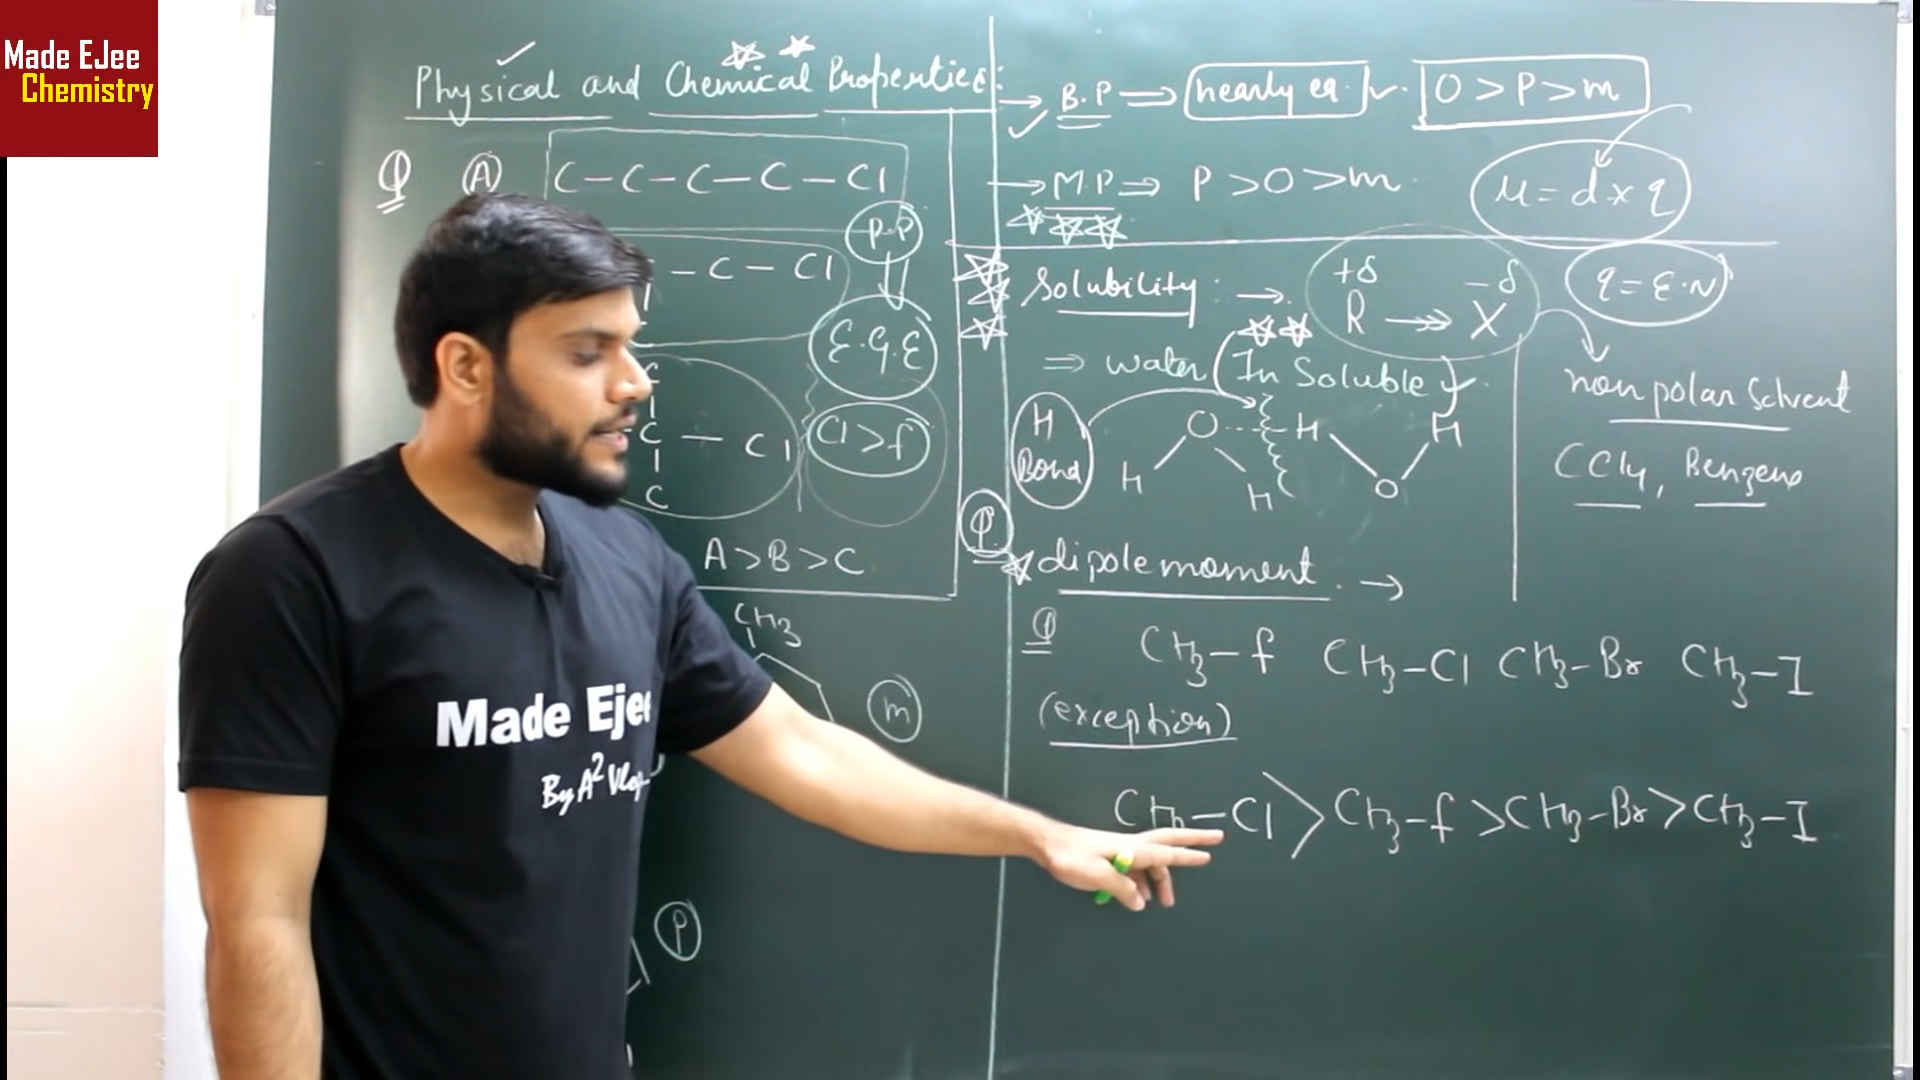 Made EJee
Chemistry
Physical and Chemical Properties:
Q A C-C-C-C-Cl
P.P
-C-Cl
E.G.E
C
C - Cl
Cl>f
C
A>B>C
CH3
m
P
→ B.P ⇒ nearly eq. O>P>m
→ M.P ⇒ P>O>m
μ=d×q
Solubility: → +δ R → X -δ
q=E.N
⇒ water (In Soluble)
H Bond
O H H
H H O
non polar Solvent
CCl4, Benzene
Q
dipole moment. →
Q CH3-f CH3-Cl CH3-Br CH3-I
(exception)
CH3-Cl > CH3-f > CH3-Br > CH3-I
Made Ejee
By A2